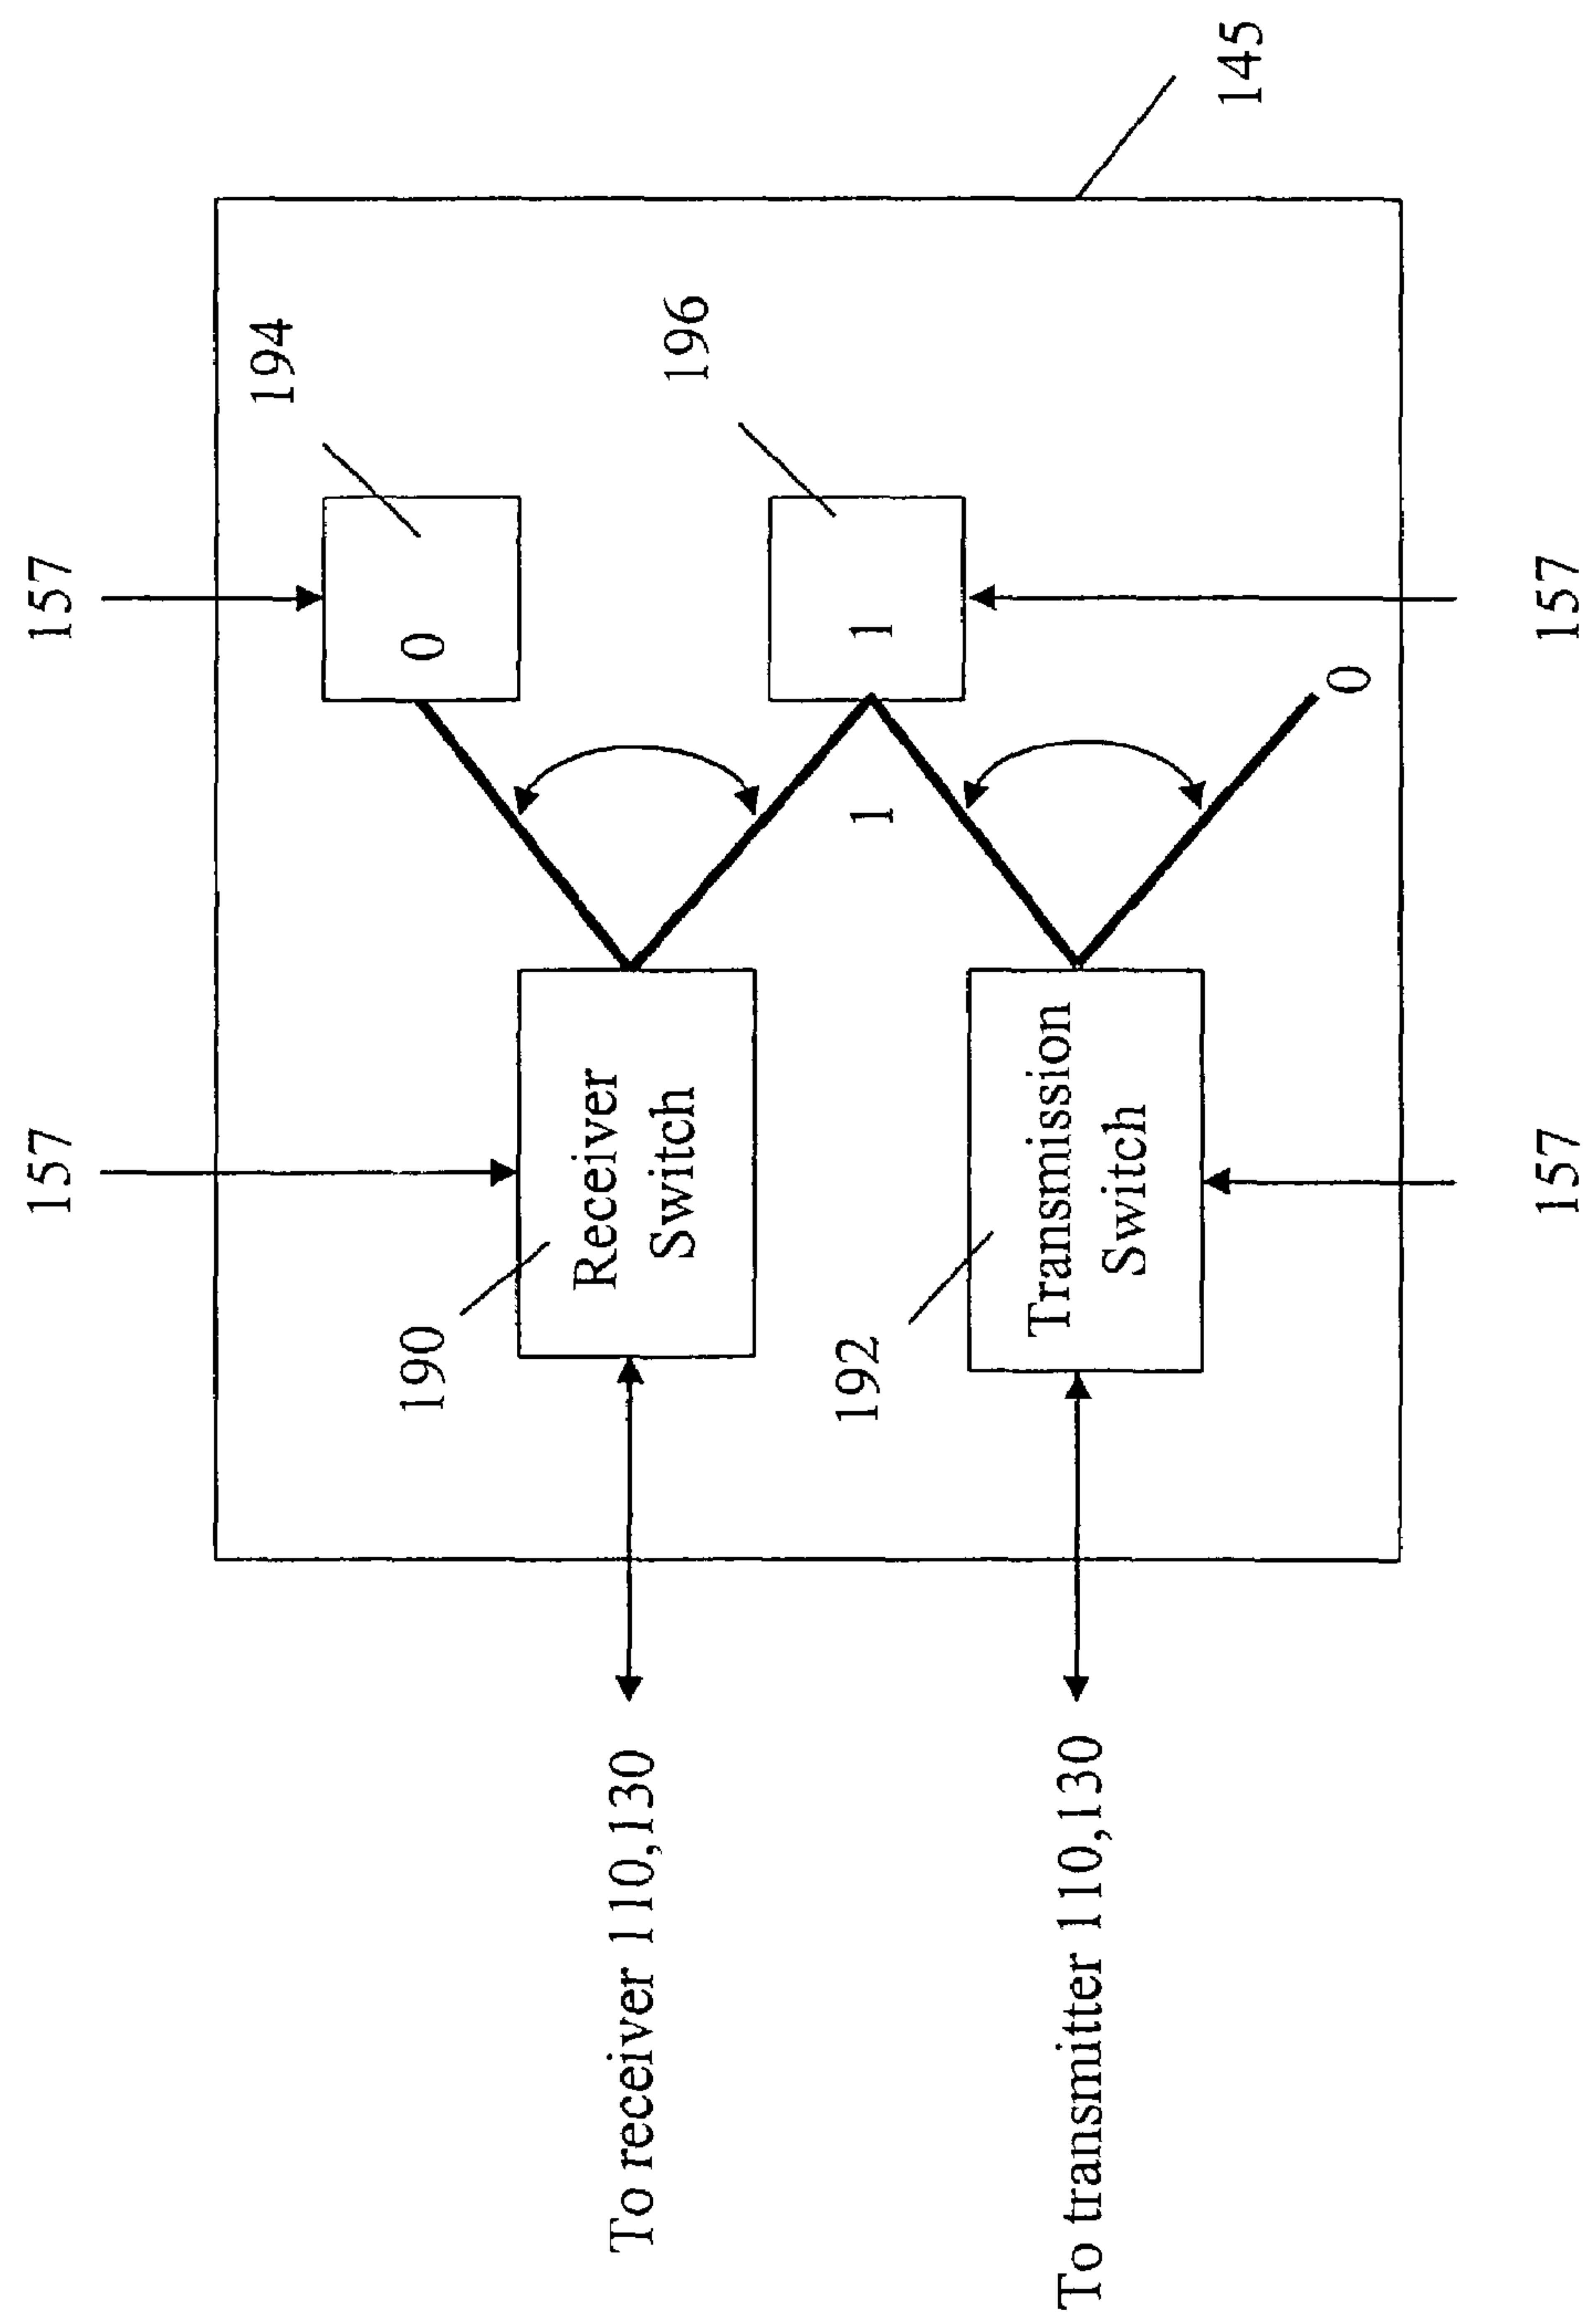 157
157
194
190
0
To receiver 110,130
Receiver
Switch
196
192
1
1
To transmitter 110,130
Transmission
Switch
145
0
157
157